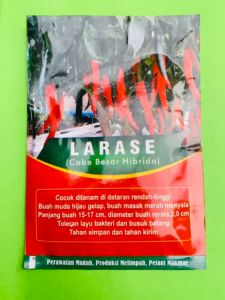 LARASE
(Cabe Besar Hibrida)
Cocok ditanam di dataran rendah-tinggi
Buah muda hijau gelap, buah masak merah menyala
Panjang buah 15-17 cm, diameter buah rerata 2,0 cm
Toleran layu bakteri dan busuk batang
Tahan simpan dan tahan kirim
Perawatan Mudah, Produksi Melimpah, Petani Makmur